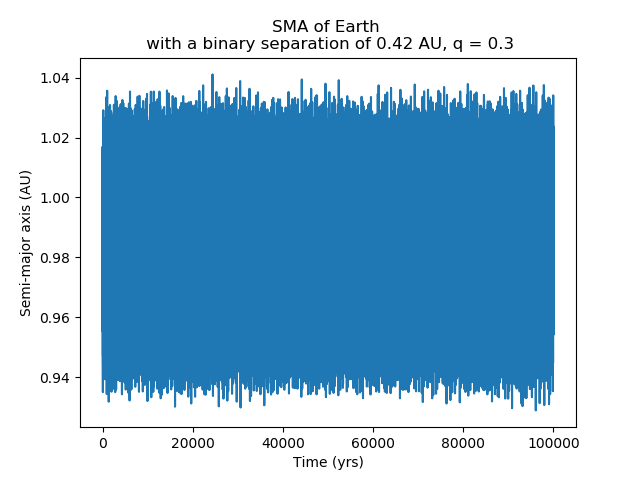 SMA of Earth
with a binary separation of 0.42 AU, q = 0.3
1.04
1.02
1.00
0.98
0.96
0.94
Semi-major axis (AU)
0 20000 40000 60000 80000 100000
Time (yrs)